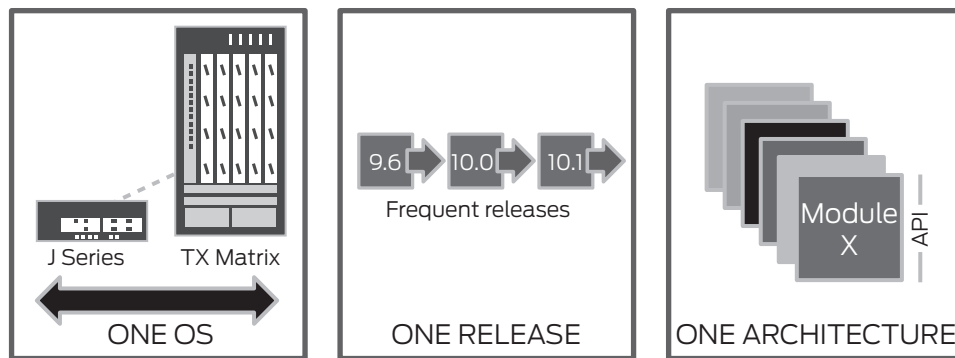 J Series
TX Matrix
ONE OS
9.6
10.0
10.1
Frequent releases
ONE RELEASE
Module
X
API
ONE ARCHITECTURE